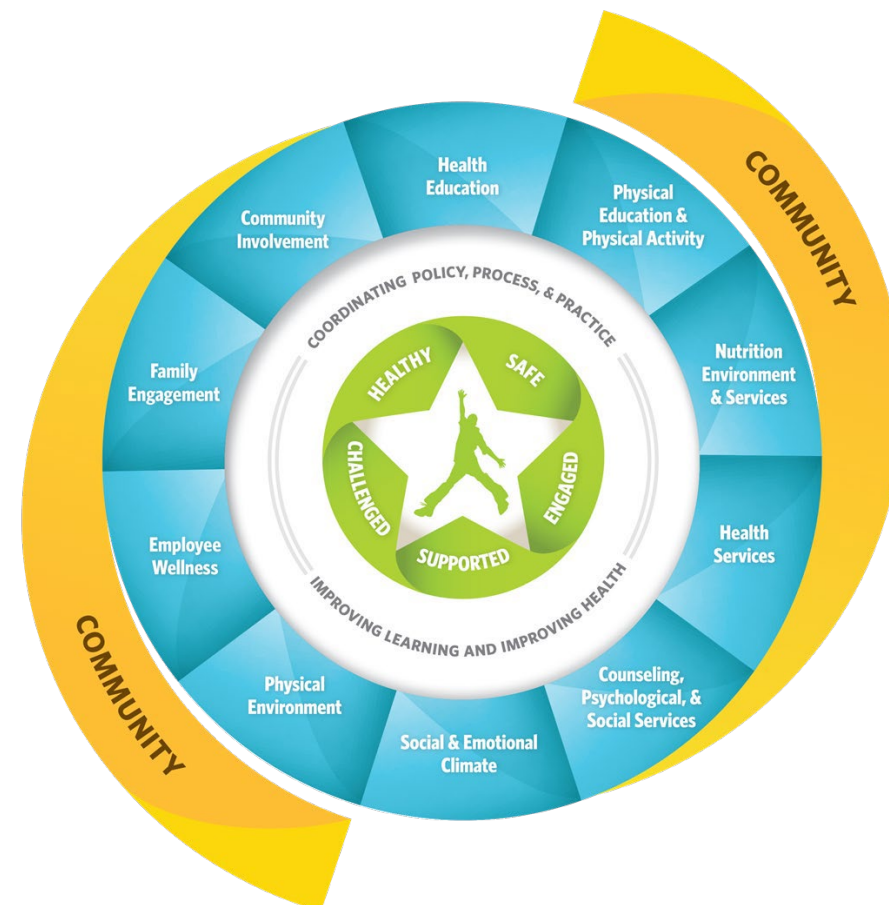 COMMUNITY
Health
Education
Physical
Education &
Physical Activity
Nutrition
Environment
& Services
Health
Services
Counseling,
Psychological, &
Social Services
Social & Emotional
Climate
Physical
Environment
Employee
Wellness
Family
Engagement
Community
Involvement
COORDINATING POLICY, PROCESS, & PRACTICE
IMPROVING LEARNING AND IMPROVING HEALTH
HEALTHY
SAFE
ENGAGED
SUPPORTED
CHALLENGED
COMMUNITY